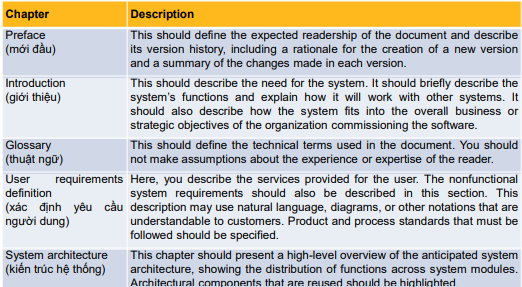 Chapter Description
Preface This should define the expected readership of the document and describe
(mới đầu) its version history, including a rationale for the creation of a new version
and a summary of the changes made in each version.
Introduction This should describe the need for the system. It should briefly describe the
(giới thiệu) system's functions and explain how it will work with other systems. It
should also describe how the system fits into the overall business or
strategic objectives of the organization commissioning the software.
Glossary This should define the technical terms used in the document. You should
(thuật ngữ) not make assumptions about the experience or expertise of the reader.
User requirements Here, you describe the services provided for the user. The nonfunctional
definition system requirements should also be described in this section. This
(xác định yêu cầu description may use natural language, diagrams, or other notations that are
người dung) understandable to customers. Product and process standards that must be
followed should be specified.
System architecture This chapter should present a high-level overview of the anticipated system
(kiến trúc hệ thống) architecture, showing the distribution of functions across system modules.
Architectural components that are reused should be highlighted.